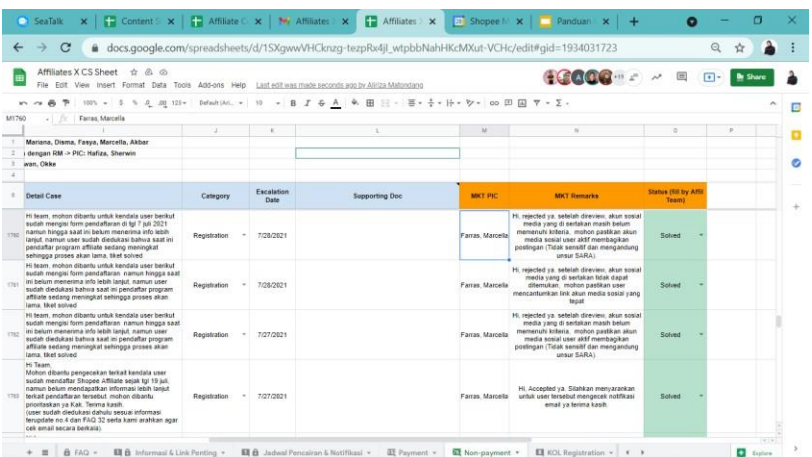 SeaTalk
Content S
Affiliate C
Affiliates
Affiliates X
Shopee M
Panduan
docs.google.com/spreadsheets/d/1SXgwwVHCknzg-tezpRx4jl_wtpbbNahHKcMXut-VCHc/edit#gid=1934031723
Affiliates X CS Sheet
File Edit View Insert Format Data Tools Add-ons Help Last edit was made seconds ago by Aliriza Matondang
Share
100% $ % .0 .00 123 Default (Ari... 10 B I S A
M1760 fx Farras, Marcella
I J K L M N O P
1 Mariana, Disma, Fasya, Marcella, Akbar
2 dengan RM -> PIC: Hafiza, Sherwin
3 wan, Okke
4
Detail Case Category Escalation Date Supporting Doc MKT PIC MKT Remarks Status (fill by Affil Team)
1760
Hi team, mohon dibantu untuk kendala user berikut
sudah mengisi form pendaftaran di tgl 7 juli 2021
namun hingga saat ini belum menerima info lebih
lanjut, namun user sudah diedukasi bahwa saat ini
pendaftar program affiliate sedang meningkat
sehingga proses akan lama, tiket solved
Registration 7/28/2021 Farras, Marcella
Hi, rejected ya. setelah direview, akun sosial
media yang di sertakan masih belum
memenuhi kriteria. mohon pastikan akun
media sosial user aktif membagikan
postingan (Tidak sensitif dan mengandung
unsur SARA).
Solved
1761
Hi team, mohon dibantu untuk kendala user berikut
sudah mengisi form pendaftaran namun hingga saat
ini belum menerima info lebih lanjut, namun user
sudah diedukasi bahwa saat ini pendaftar program
affiliate sedang meningkat sehingga proses akan
lama, tiket solved
Registration 7/28/2021 Farras, Marcella
Hi, rejected ya. setelah direview, akun sosial
media yang di sertakan tidak dapat
ditemukan. mohon pastikan user
mencantumkan link akun media sosial yang
tepat
Solved
1762
Hi team, mohon dibantu untuk kendala user berikut
sudah mengisi form pendaftaran namun hingga saat
ini belum menerima info lebih lanjut, namun user
sudah diedukasi bahwa saat ini pendaftar program
affiliate sedang meningkat sehingga proses akan
lama, tiket solved
Registration 7/27/2021 Farras, Marcella
Hi, rejected ya. setelah direview, akun sosial
media yang di sertakan masih belum
memenuhi kriteria. mohon pastikan akun
media sosial user aktif membagikan
postingan (Tidak sensitif dan mengandung
unsur SARA).
Solved
1763
Hi Team,
Mohon dibantu pengecekan terkait kendala user
sudah mendaftar Shopee Affiliate sejak tgl 19 juli,
namun belum mendapatkan informasi lebih lanjut
terkait pendaftaran user tersebut. mohon dibantu
prioritaskan ya Kak. Terima kasih.
(user sudah diedukasi dahulu sesuai informasi
terupdate no.4 dan FAQ 32 serta kami arahkan agar
cek email secara berkala).
Registration 7/27/2021 Farras, Marcella
Hi, Accepted ya. Silahkan menyarankan
untuk user tersebut mengecek notifikasi
email ya terima kasih.
Solved
FAQ Informasi & Link Penting Jadwal Pencairan & Notifikasi Payment Non-payment KOL Registration Explore